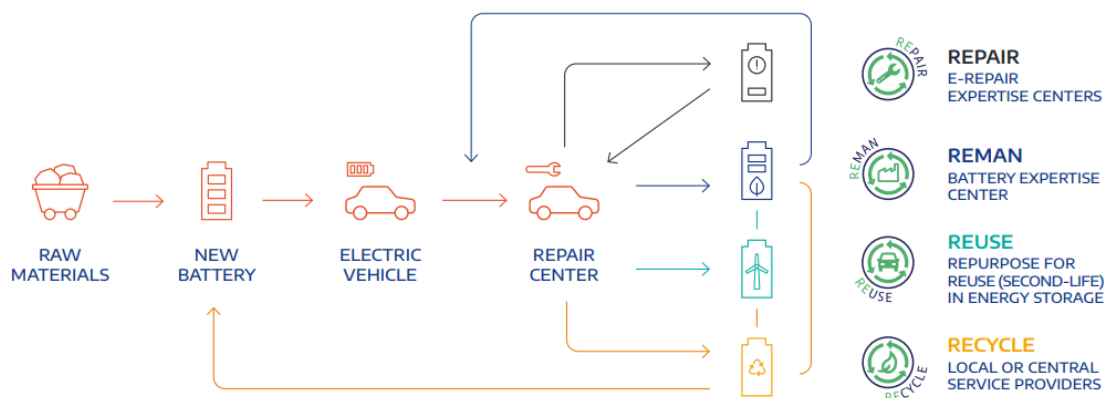 RAW
MATERIALS
NEW
BATTERY
ELECTRIC
VEHICLE
REPAIR
CENTER
REPAIR
REPAIR
E-REPAIR
EXPERTISE CENTERS
REMAN
REMAN
BATTERY EXPERTISE
CENTER
REUSE
REUSE
REPURPOSE FOR
REUSE (SECOND-LIFE)
IN ENERGY STORAGE
RECYCLE
RECYCLE
LOCAL OR CENTRAL
SERVICE PROVIDERS